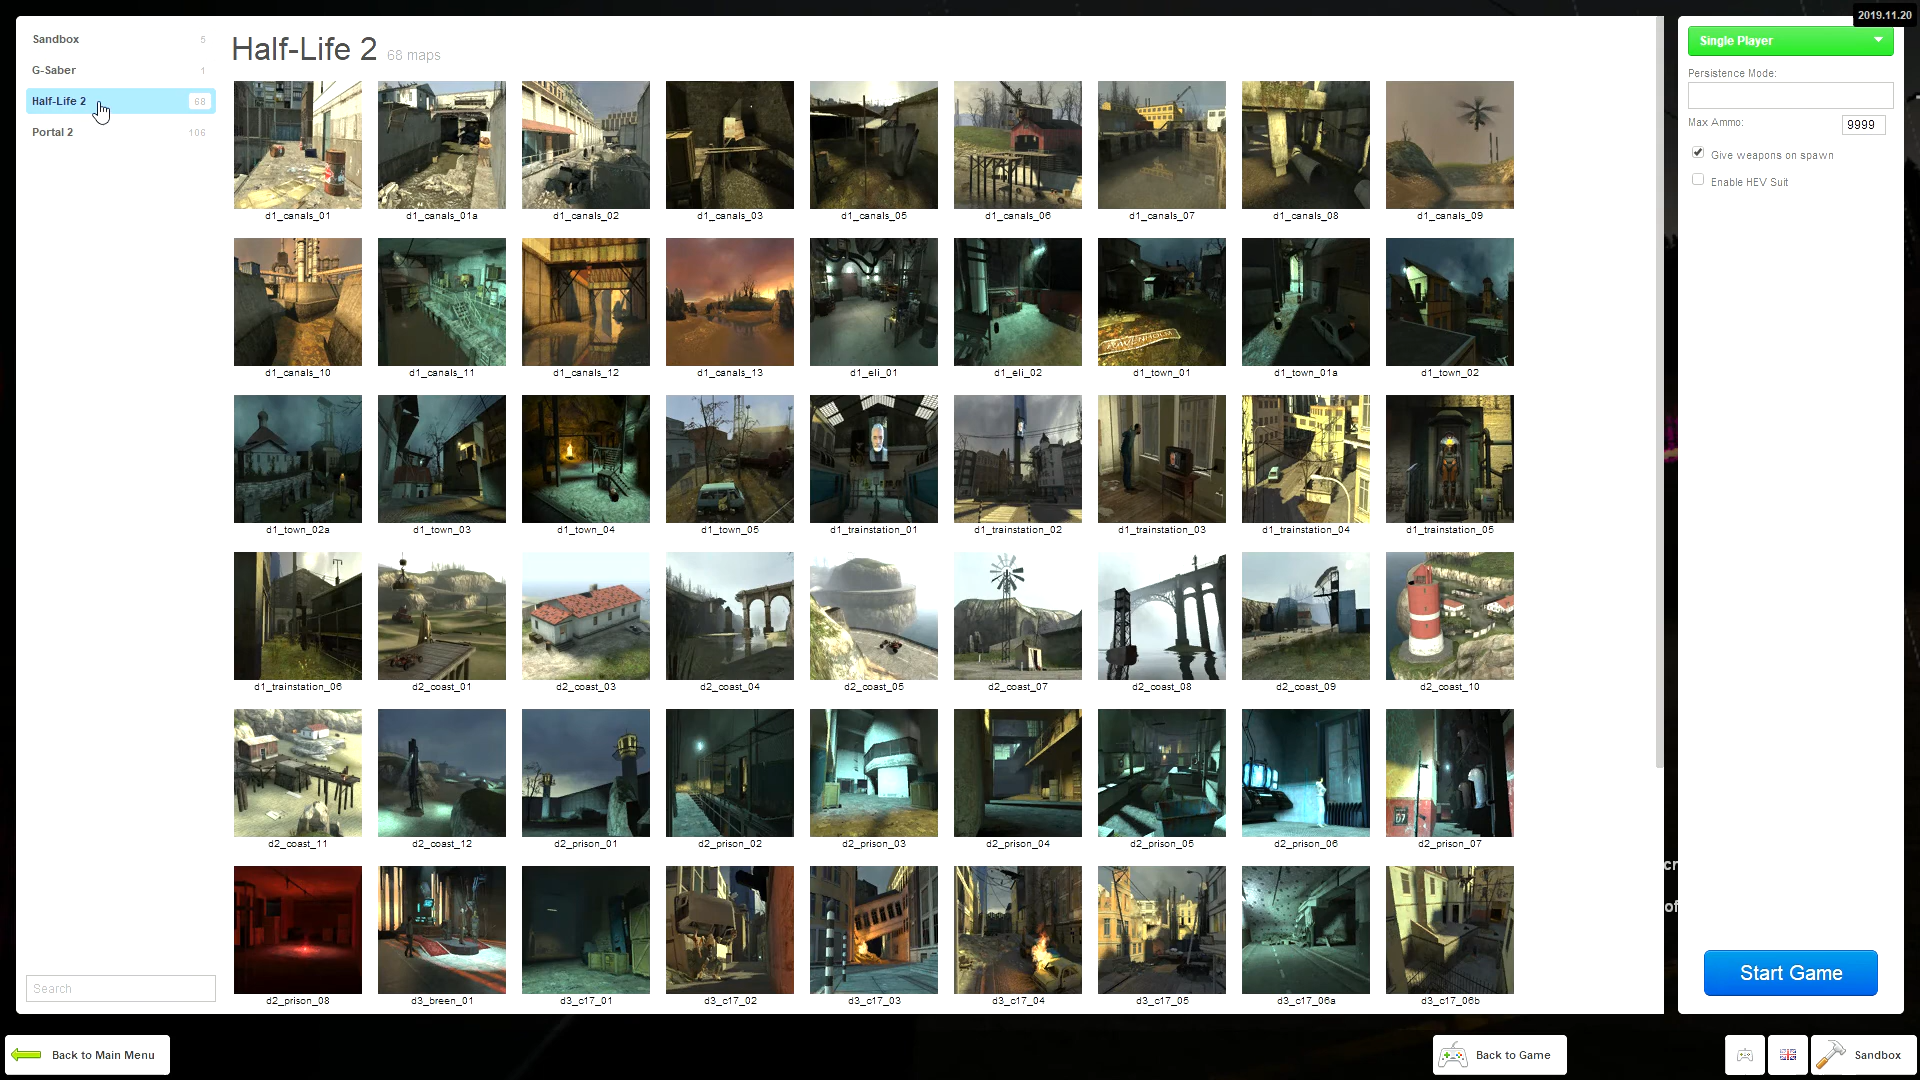 2019.11.20
Sandbox 5
G-Saber 1
Half-Life 2 68
Portal 2 106
Search
Half-Life 2 68 maps
d1_canals_01 d1_canals_01a d1_canals_02 d1_canals_03 d1_canals_05 d1_canals_06 d1_canals_07 d1_canals_08 d1_canals_09
d1_canals_10 d1_canals_11 d1_canals_12 d1_canals_13 d1_eli_01 d1_eli_02 d1_town_01 d1_town_01a d1_town_02
d1_town_02a d1_town_03 d1_town_04 d1_town_05 d1_trainstation_01 d1_trainstation_02 d1_trainstation_03 d1_trainstation_04 d1_trainstation_05
d1_trainstation_06 d2_coast_01 d2_coast_03 d2_coast_04 d2_coast_05 d2_coast_07 d2_coast_08 d2_coast_09 d2_coast_10
07
d2_coast_11 d2_coast_12 d2_prison_01 d2_prison_02 d2_prison_03 d2_prison_04 d2_prison_05 d2_prison_06 d2_prison_07
d2_prison_08 d3_breen_01 d3_c17_01 d3_c17_02 d3_c17_03 d3_c17_04 d3_c17_05 d3_c17_06a d3_c17_06b
Single Player
Persistence Mode:
Max Ammo: 9999
Give weapons on spawn
Enable HEV Suit
cr
of
Start Game
Back to Main Menu
Back to Game
Sandbox